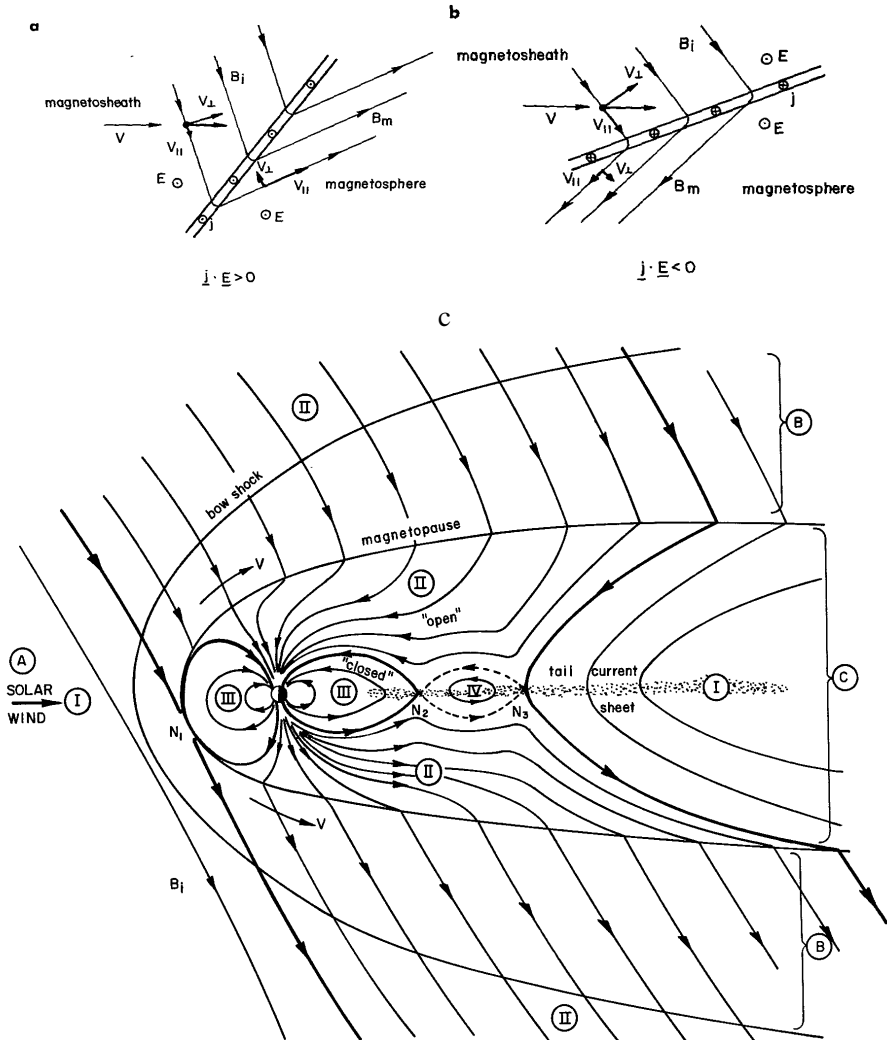 a
magnetosheath
V
V⊥
V||
E ⊙
Bi
Bm
V⊥
V||
magnetosphere
⊙ E
j
j · E > 0
b
magnetosheath
V
V⊥
V||
Bi
⊙ E
j
⊙ E
V||
V⊥
Bm
magnetosphere
j · E < 0
c
II
B
bow shock
magnetopause
V
II
"open"
A
SOLAR
WIND
I
III
"closed"
III
IV
tail current
sheet
I
C
N1
N2
N3
II
V
Bi
B
II